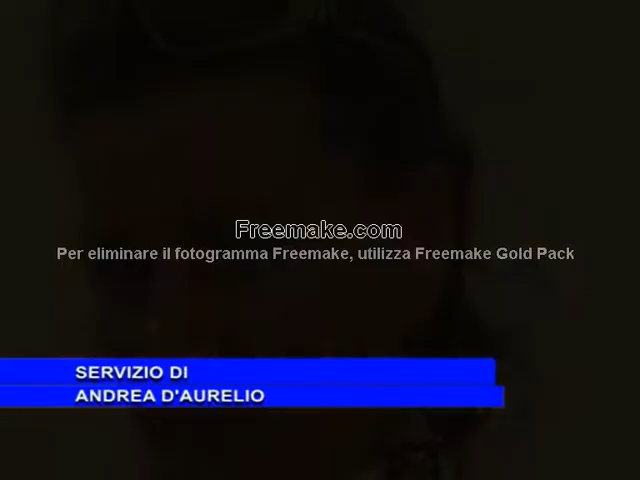 Freemake.com
Per eliminare il fotogramma Freemake, utilizza Freemake Gold Pack
SERVIZIO DI
ANDREA D'AURELIO